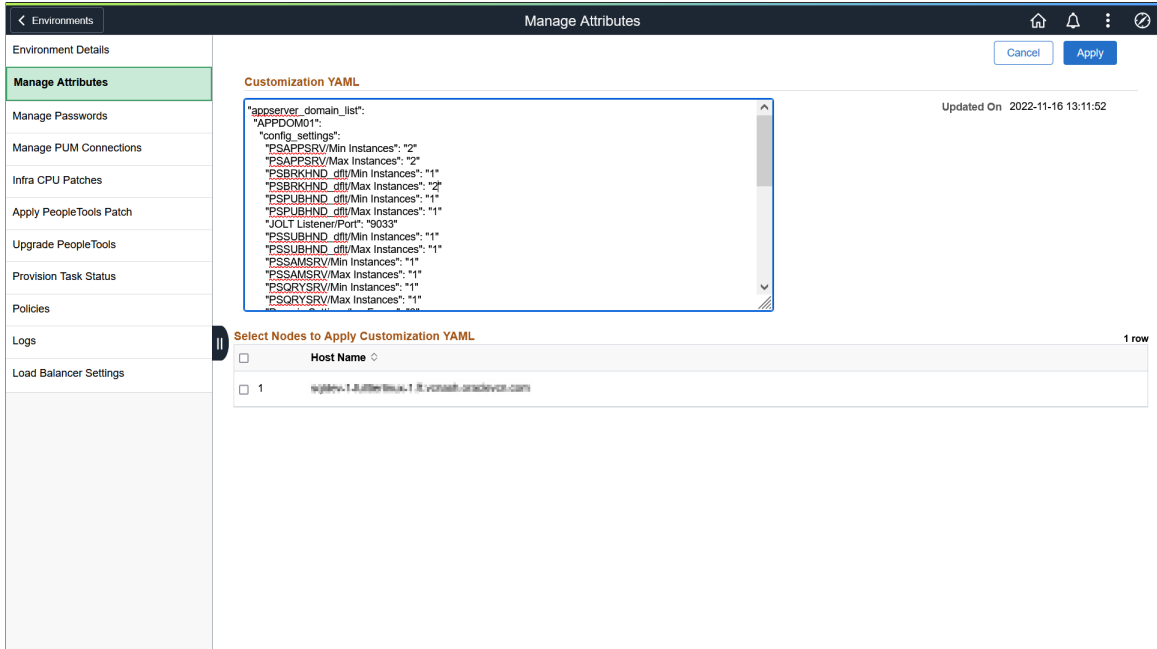 Environments
Manage Attributes
Environment Details
Manage Attributes
Manage Passwords
Manage PUM Connections
Infra CPU Patches
Apply PeopleTools Patch
Upgrade PeopleTools
Provision Task Status
Policies
Logs
Load Balancer Settings
Cancel
Apply
Customization YAML
"appserver_domain_list":
"APPDOM01":
"config_settings":
"PSAPPSRV/Min Instances": "2"
"PSAPPSRV/Max Instances": "2"
"PSBRKHND_dflt/Min Instances": "1"
"PSBRKHND_dflt/Max Instances": "2"
"PSPUBHND_dflt/Min Instances": "1"
"PSPUBHND_dflt/Max Instances": "1"
"JOLT Listener/Port": "9033"
"PSSUBHND_dflt/Min Instances": "1"
"PSSUBHND_dflt/Max Instances": "1"
"PSSAMSRV/Min Instances": "1"
"PSSAMSRV/Max Instances": "1"
"PSQRYSRV/Min Instances": "1"
"PSQRYSRV/Max Instances": "1"
Updated On 2022-11-16 13:11:52
Select Nodes to Apply Customization YAML
1 row
Host Name
1